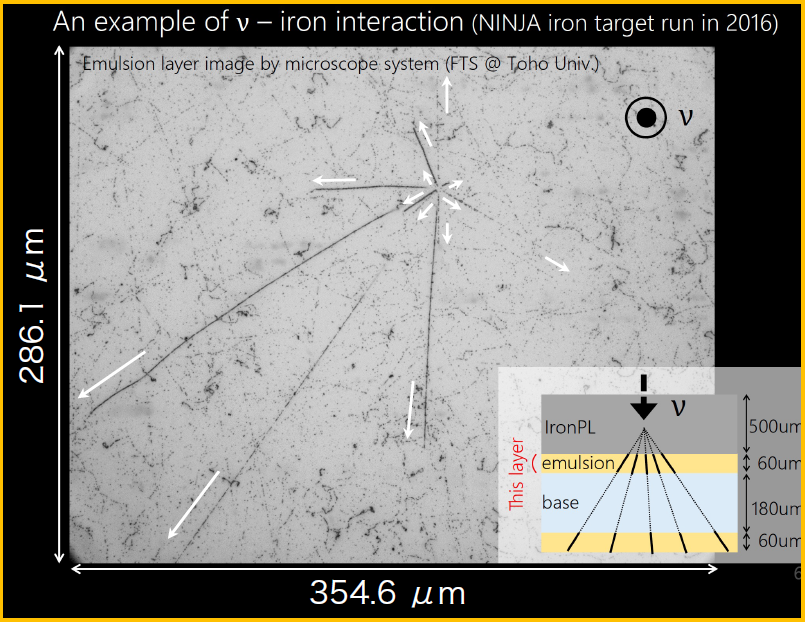 An example of ν – iron interaction (NINJA iron target run in 2016)
Emulsion layer image by microscope system (FTS @ Toho Univ.)
ν
286.1 μm
354.6 μm
ν
IronPL
500um
This layer
emulsion
60um
base
180um
60um
6